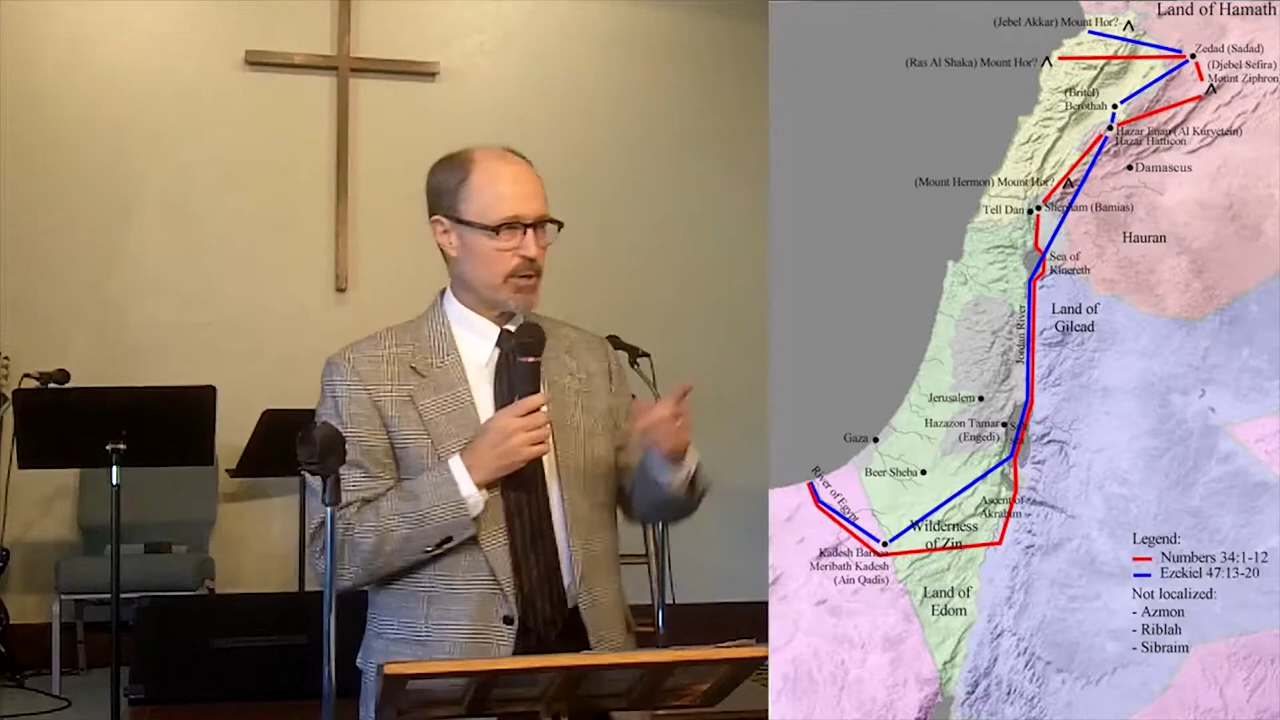 Land of Hamath
(Jebel Akkar) Mount Hor?
Zedad (Sadad)
(Ras Al Shaka) Mount Hor?
(Djebel Sefira)
Mount Ziphron
(Britel)
Berothah
Hazar Enan (Al Kuryetein)
Hazar Hatticon
Damascus
(Mount Hermon) Mount Hor?
Tell Dan
Shepham (Bamias)
Hauran
Sea of
Kinereth
Land of
Gilead
Jordan River
Jerusalem
Hazazon Tamar
(Engedi)
Gaza
Beer Sheba
River of Egypt
Ascent of
Akrabim
Wilderness
of Zin
Kadesh Barnea
Meribath Kadesh
(Ain Qadis)
Land of
Edom
Legend:
Numbers 34:1-12
Ezekiel 47:13-20
Not localized:
- Azmon
- Riblah
- Sibraim